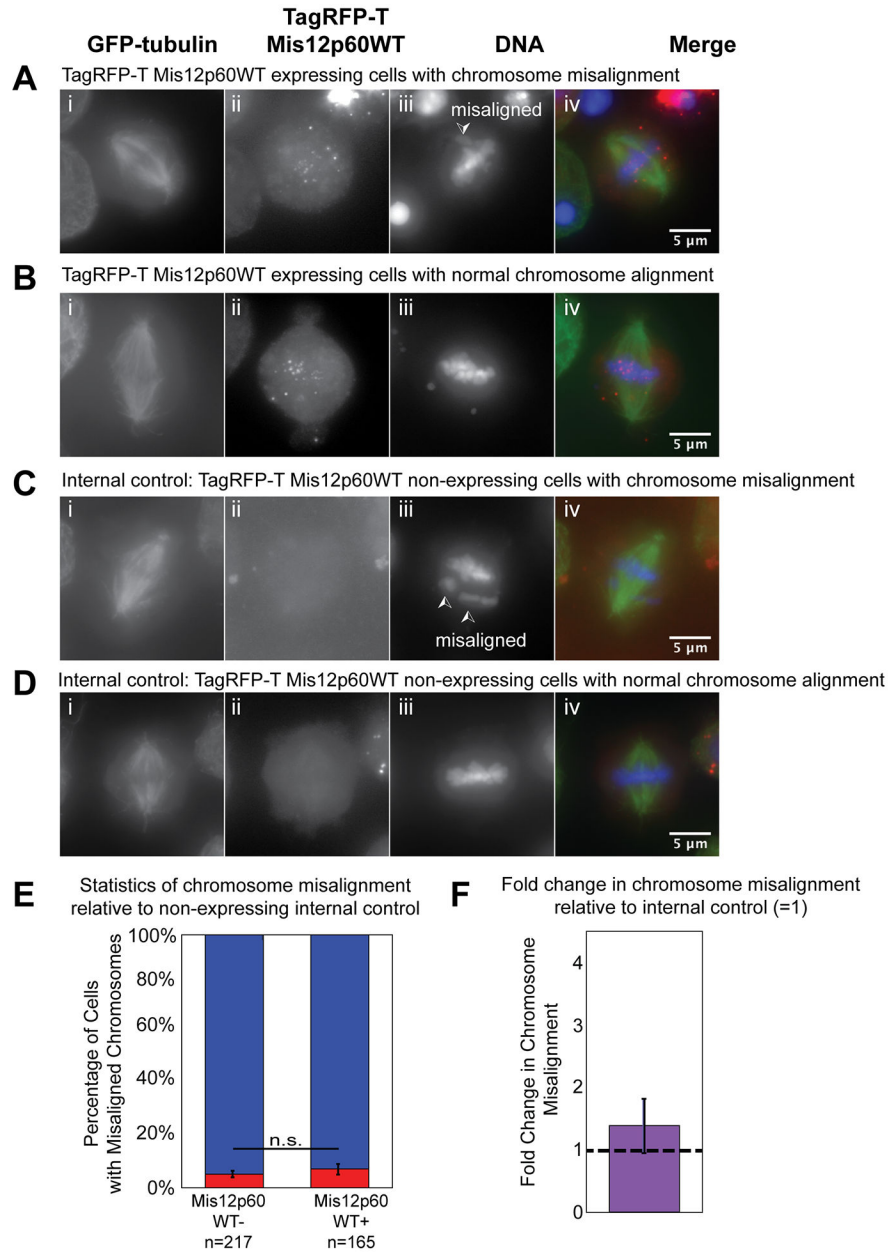 GFP-tubulin
TagRFP-T
Mis12p60WT
DNA
Merge
A
TagRFP-T Mis12p60WT expressing cells with chromosome misalignment
i
ii
iii
misaligned
iv
5 μm
B
TagRFP-T Mis12p60WT expressing cells with normal chromosome alignment
i
ii
iii
iv
5 μm
C
Internal control: TagRFP-T Mis12p60WT non-expressing cells with chromosome misalignment
i
ii
iii
misaligned
iv
5 μm
D
Internal control: TagRFP-T Mis12p60WT non-expressing cells with normal chromosome alignment
i
ii
iii
iv
5 μm
E
Statistics of chromosome misalignment
relative to non-expressing internal control
Percentage of Cells
with Misaligned Chromosomes
100%
80%
60%
40%
20%
0%
n.s.
Mis12p60
WT-
n=217
Mis12p60
WT+
n=165
F
Fold change in chromosome misalignment
relative to internal control (=1)
Fold Change in Chromosome
Misalignment
4
3
2
1
0